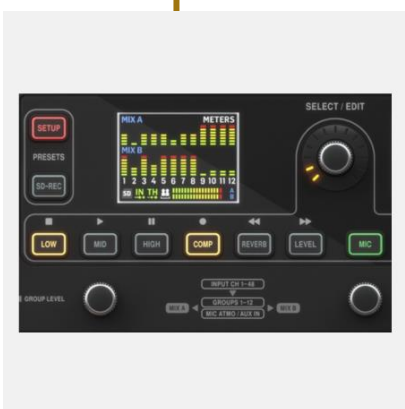 SELECT / EDIT
SETUP
MIX A METERS
MIX B
PRESETS
SD-REC
1 2 3 4 5 6 7 8 9 10 11 12
SD IN TH A
B
LOW MID HIGH COMP REVERB LEVEL MIC
GROUP LEVEL
INPUT CH 1–48
GROUPS 1–12
MIX A MIX B
MIC ATMO / AUX IN